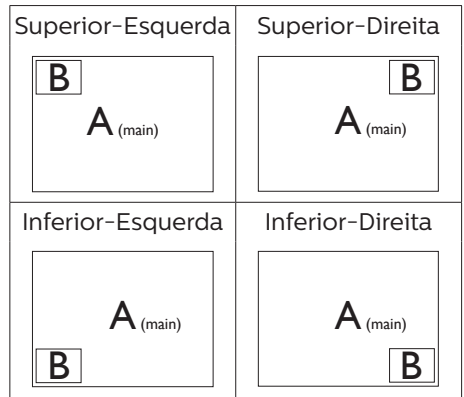 Superior-Esquerda
B
A (main)
Superior-Direita
B
A (main)
Inferior-Esquerda
A (main)
B
Inferior-Direita
A (main)
B